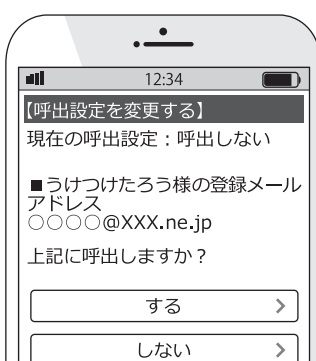 12:34
【呼出設定を変更する】
現在の呼出設定：呼出しない
■うけつけたろう様の登録メール
アドレス
○○○○@XXX.ne.jp
上記に呼出しますか？
する
しない